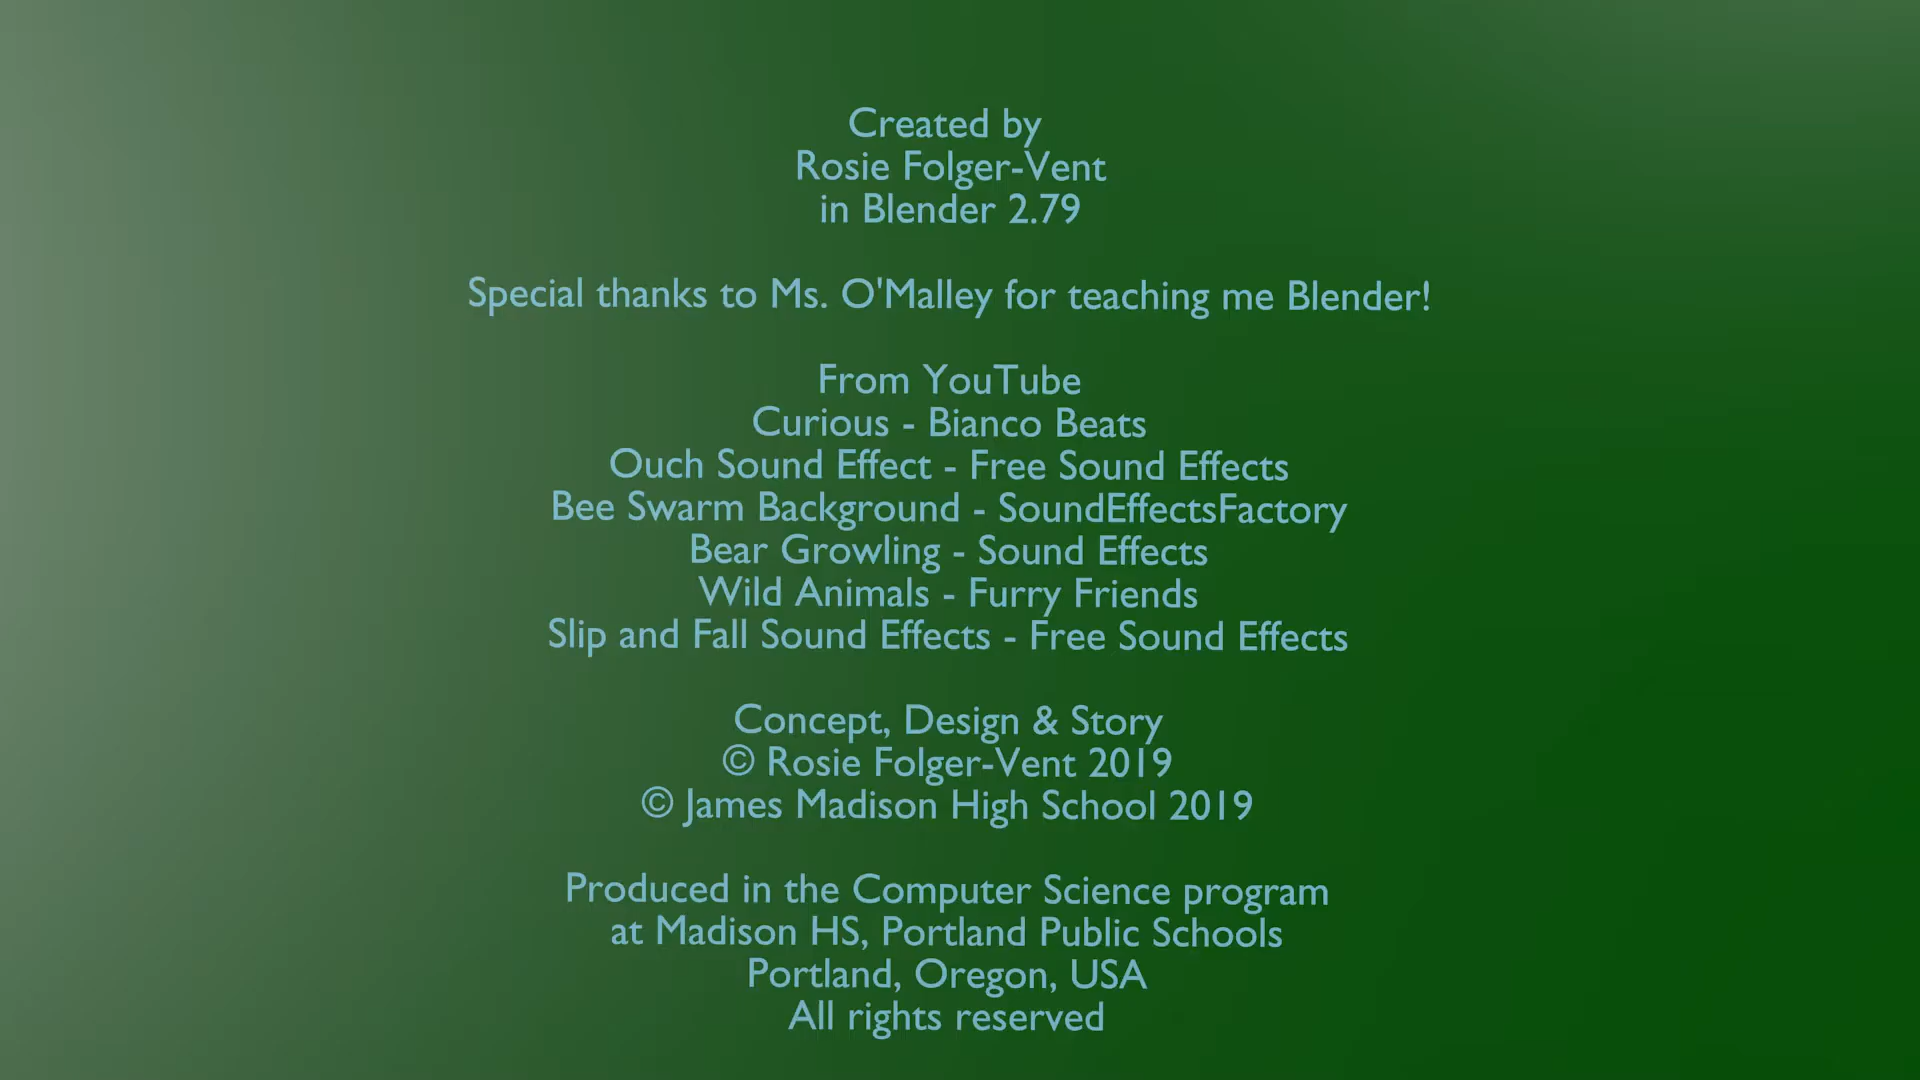 Created by
Rosie Folger-Vent
in Blender 2.79
Special thanks to Ms. O'Malley for teaching me Blender!
From YouTube
Curious - Bianco Beats
Ouch Sound Effect - Free Sound Effects
Bee Swarm Background - SoundEffectsFactory
Bear Growling - Sound Effects
Wild Animals - Furry Friends
Slip and Fall Sound Effects - Free Sound Effects
Concept, Design & Story
© Rosie Folger-Vent 2019
© James Madison High School 2019
Produced in the Computer Science program
at Madison HS, Portland Public Schools
Portland, Oregon, USA
All rights reserved